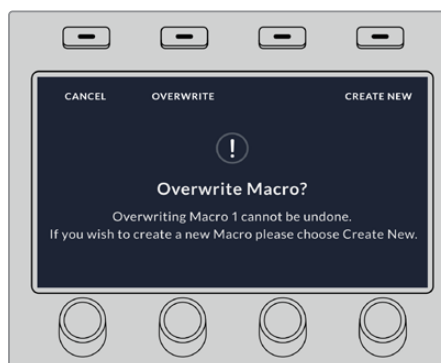 CANCEL OVERWRITE CREATE NEW
!
Overwrite Macro?
Overwriting Macro 1 cannot be undone.
If you wish to create a new Macro please choose Create New.